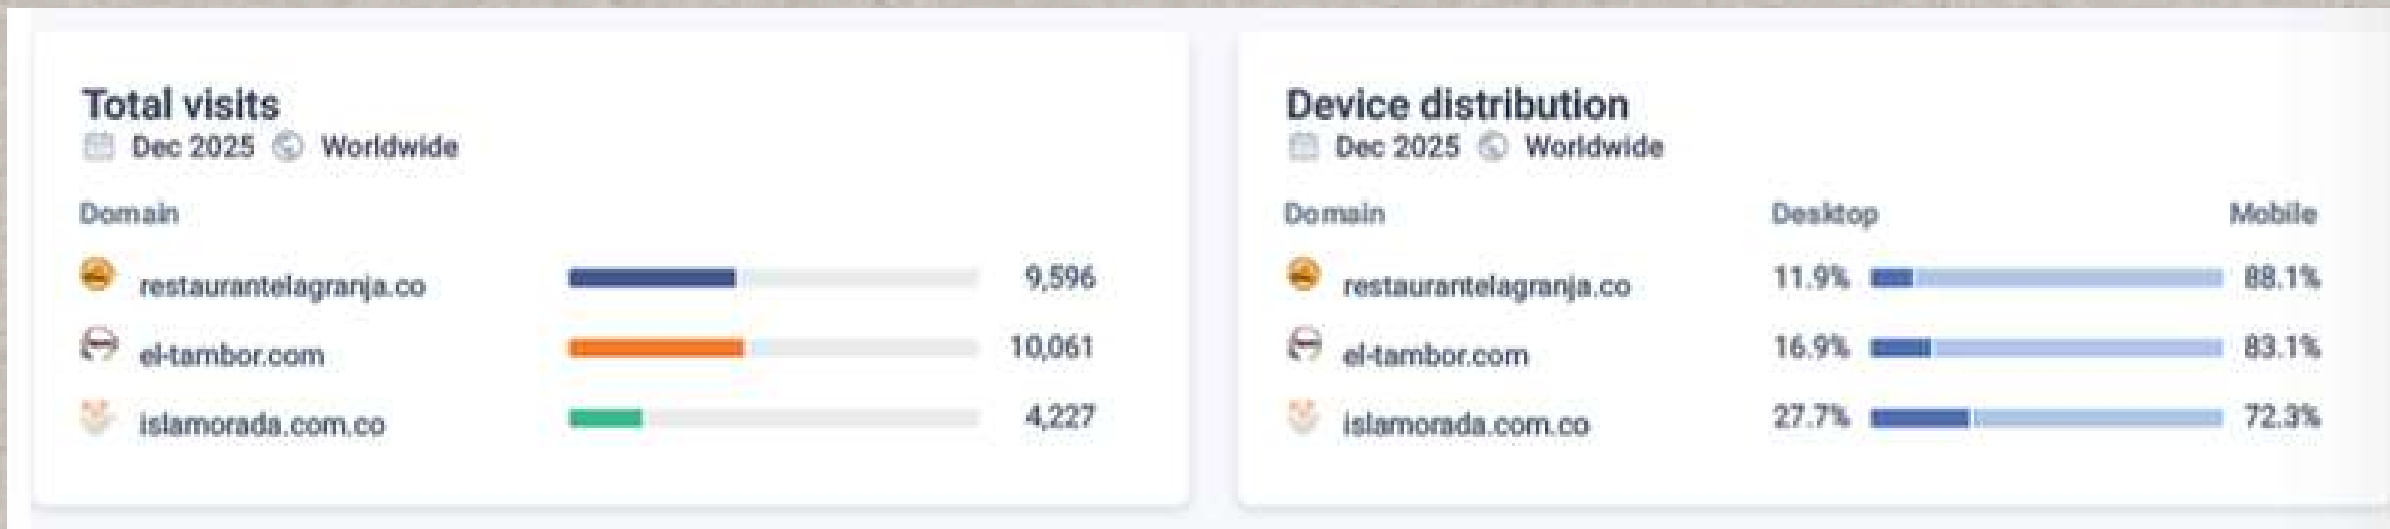 Total visits
Dec 2025 Worldwide
Domain
restaurantelagranja.co 9,596
el-tambor.com 10,061
islamorada.com.co 4,227
Device distribution
Dec 2025 Worldwide
Domain Desktop Mobile
restaurantelagranja.co 11.9% 88.1%
el-tambor.com 16.9% 83.1%
islamorada.com.co 27.7% 72.3%